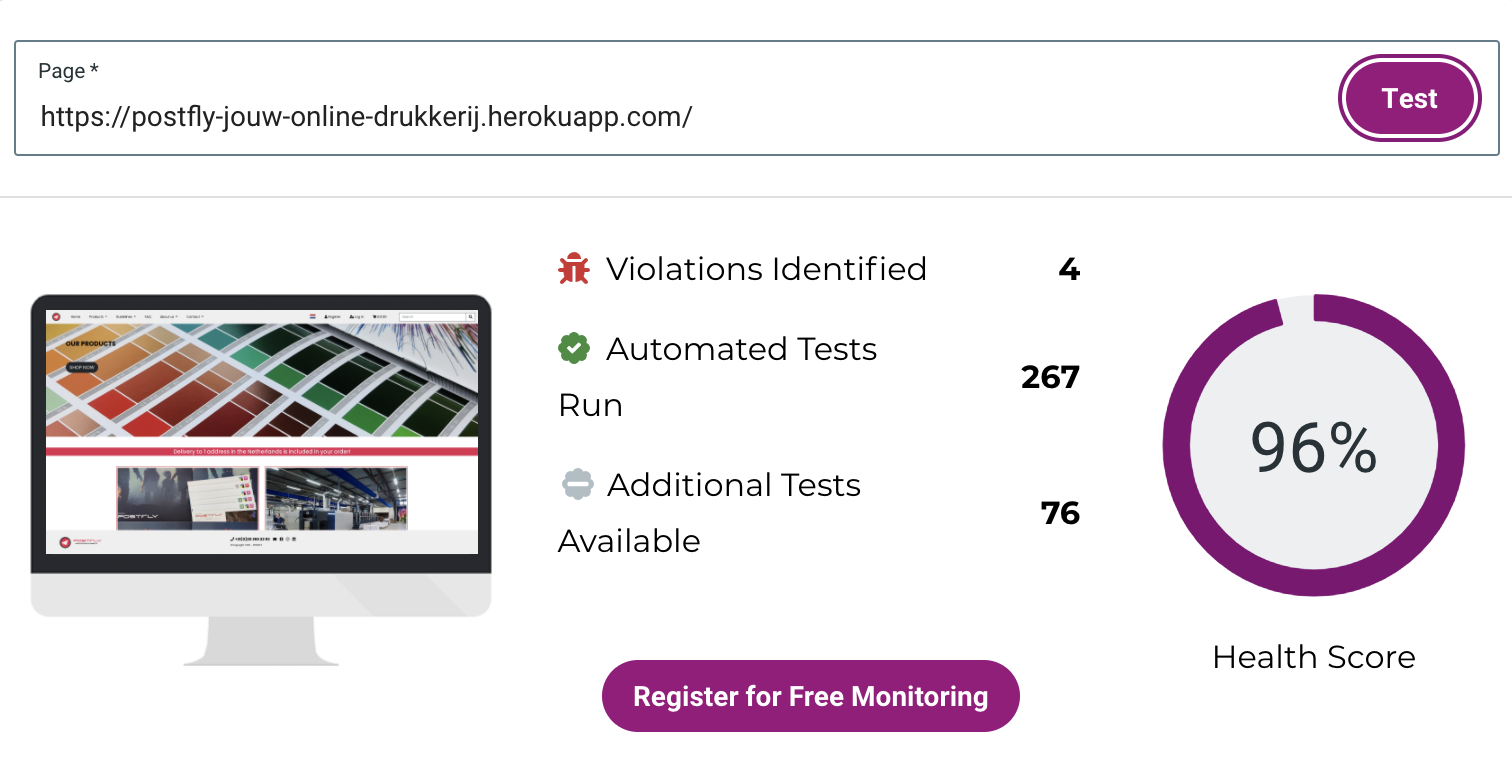 Page *
https://postfly-jouw-online-drukkerij.herokuapp.com/
Test
Violations Identified 4
Automated Tests
Run
267
Additional Tests
Available
76
Register for Free Monitoring
96%
Health Score
Home Products Guidelines FAQ About us Contact
Register Log in
OUR PRODUCTS
SHOP NOW
Delivery to 1 address in the Netherlands is included in your order!
POSTFLY
POSTFLY